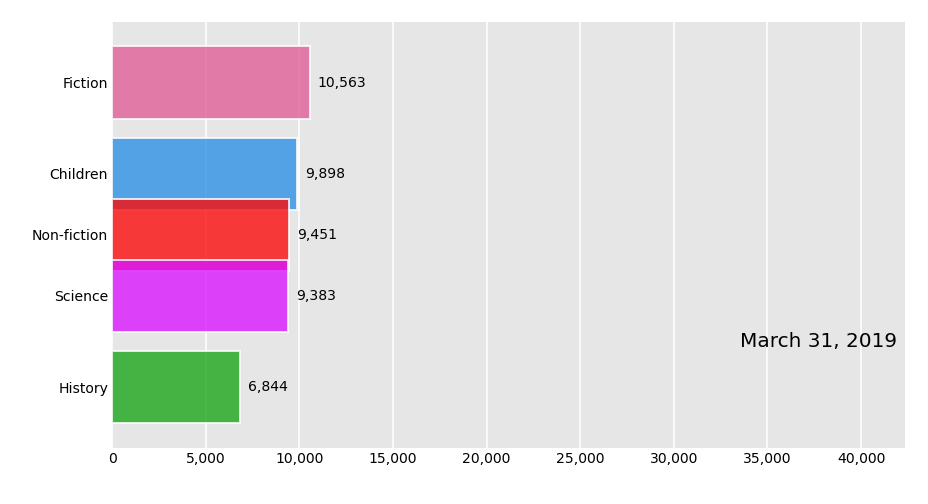 Fiction 10,563
Children 9,898
Non-fiction 9,451
Science 9,383
March 31, 2019
History 6,844
0 5,000 10,000 15,000 20,000 25,000 30,000 35,000 40,000